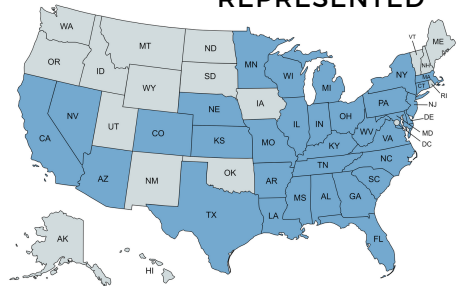 REPRESENTED
WA
OR
CA
NV
ID
MT
WY
UT
AZ
CO
NM
ND
SD
NE
KS
OK
TX
MN
IA
MO
AR
LA
WI
IL
MI
IN
OH
KY
TN
MS
AL
GA
FL
SC
NC
VA
WV
PA
NY
VT
NH
ME
MA
CT
RI
NJ
DE
MD
DC
AK
HI